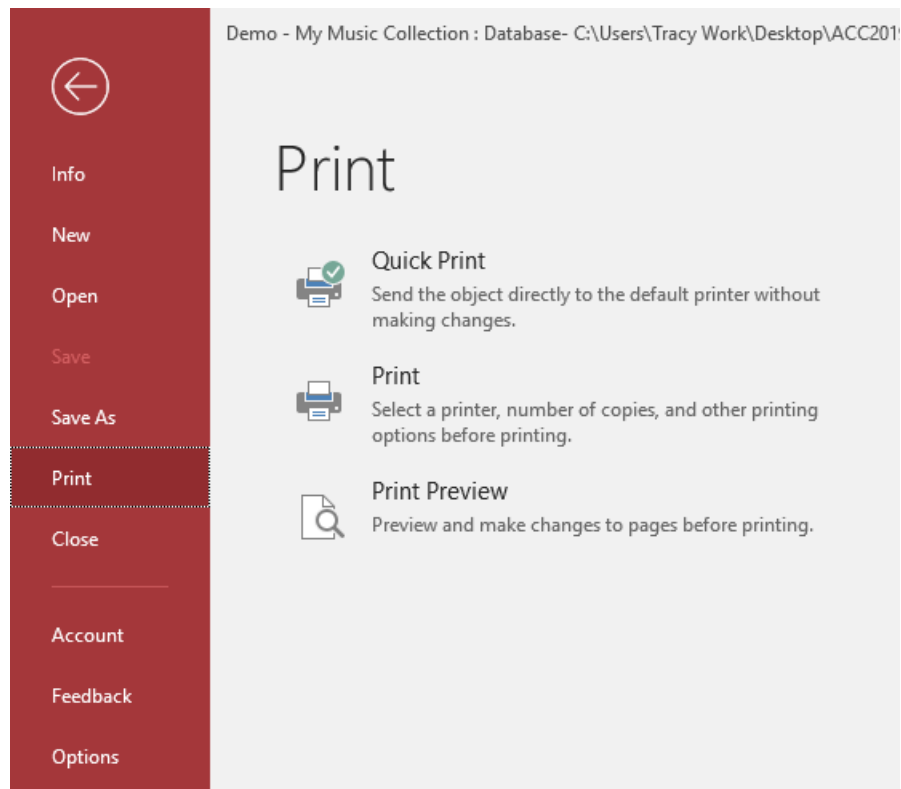 Demo - My Music Collection : Database- C:\Users\Tracy Work\Desktop\ACC2019
Info
New
Open
Save
Save As
Print
Close
Account
Feedback
Options
Print
Quick Print
Send the object directly to the default printer without
making changes.
Print
Select a printer, number of copies, and other printing
options before printing.
Print Preview
Preview and make changes to pages before printing.